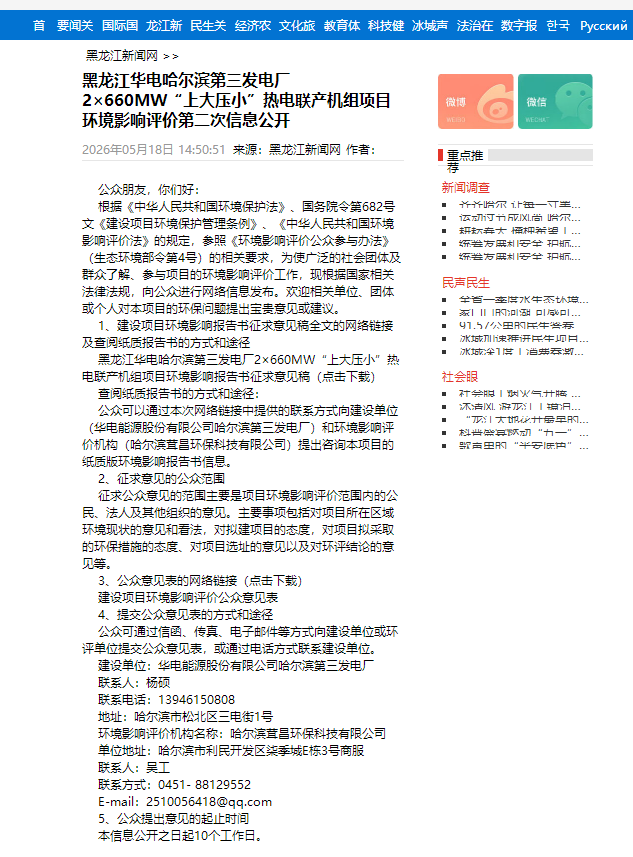 首 要闻关 国际国 龙江新 民生关 经济农 文化旅 教育体 科技健 冰城声 法治在 数字报 한국 Русский
黑龙江新闻网 >>
黑龙江华电哈尔滨第三发电厂
2×660MW“上大压小”热电联产机组项目
环境影响评价第二次信息公开
2026年05月18日 14:50:51 来源：黑龙江新闻网 作者：
公众朋友，你们好：
根据《中华人民共和国环境保护法》、国务院令第682号
文《建设项目环境保护管理条例》、《中华人民共和国环境
影响评价法》的规定，参照《环境影响评价公众参与办法》
（生态环境部令第4号）的相关要求，为使广泛的社会团体及
群众了解、参与项目的环境影响评价工作，现根据国家相关
法律法规，向公众进行网络信息发布。欢迎相关单位、团体
或个人对本项目的环保问题提出宝贵意见或建议。
1、建设项目环境影响报告书征求意见稿全文的网络链接
及查阅纸质报告书的方式和途径
黑龙江华电哈尔滨第三发电厂2×660MW“上大压小”热
电联产机组项目环境影响报告书征求意见稿（点击下载）
查阅纸质报告书的方式和途径：
公众可以通过本次网络链接中提供的联系方式向建设单位
（华电能源股份有限公司哈尔滨第三发电厂）和环境影响评
价机构（哈尔滨茸昌环保科技有限公司）提出咨询本项目的
纸质版环境影响报告书信息。
2、征求意见的公众范围
征求公众意见的范围主要是项目环境影响评价范围内的公
民、法人及其他组织的意见。主要事项包括对项目所在区域
环境现状的意见和看法，对拟建项目的态度，对项目拟采取
的环保措施的态度、对项目选址的意见以及对环评结论的意
见等。
3、公众意见表的网络链接（点击下载）
建设项目环境影响评价公众意见表
4、提交公众意见表的方式和途径
公众可通过信函、传真、电子邮件等方式向建设单位或环
评单位提交公众意见表，或通过电话方式联系建设单位。
建设单位：华电能源股份有限公司哈尔滨第三发电厂
联系人：杨硕
联系电话：13946150808
地址：哈尔滨市松北区三电街1号
环境影响评价机构名称：哈尔滨茸昌环保科技有限公司
单位地址：哈尔滨市利民开发区柒季城E栋3号商服
联系人：吴工
联系方式：0451- 88129552
E-mail：2510056418@qq.com
5、公众提出意见的起止时间
本信息公开之日起10个工作日。
微博
WEIBO
微信
WECHAT
重点推
荐
新闻调查
民声民生
91.57公里的民生答卷
社会眼